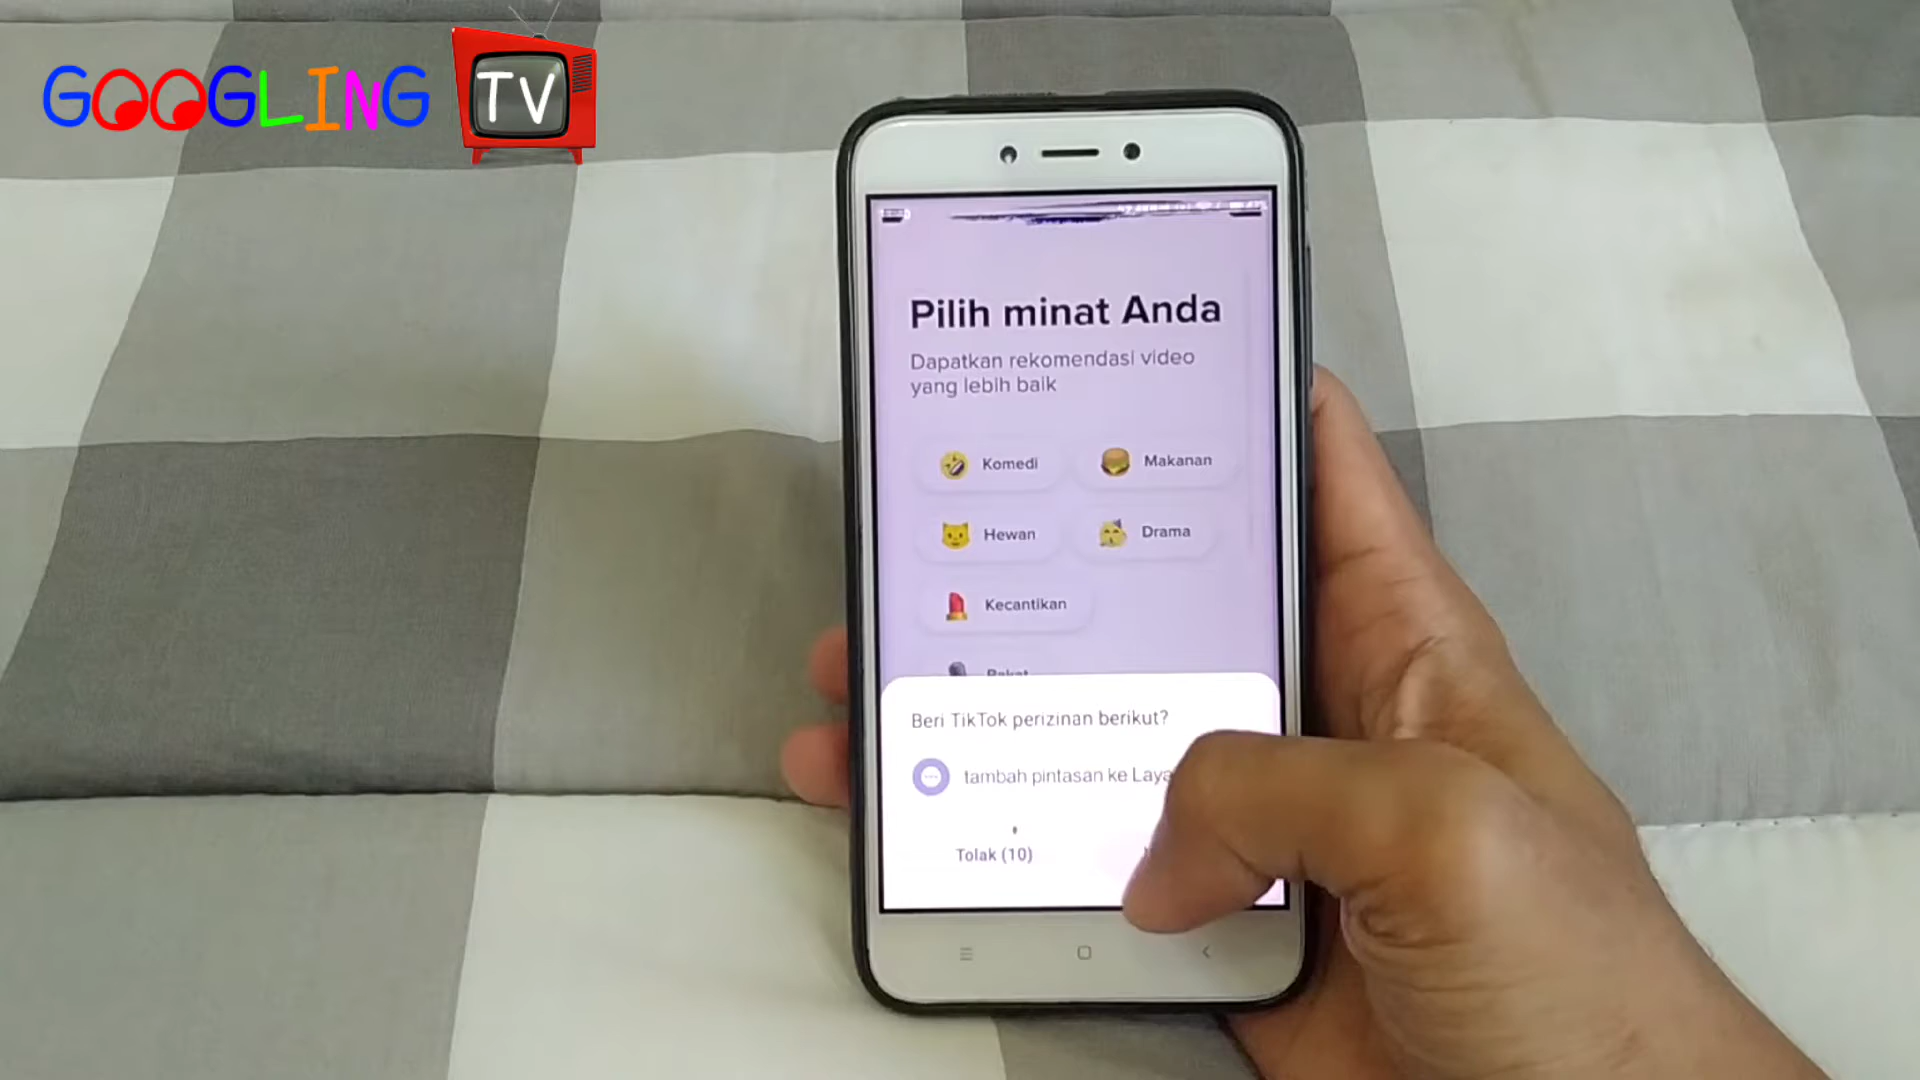 GOOGLING TV
Pilih minat Anda
Dapatkan rekomendasi video
yang lebih baik
Komedi
Makanan
Hewan
Drama
Kecantikan
Beri TikTok perizinan berikut?
tambah pintasan ke
Tolak (10)